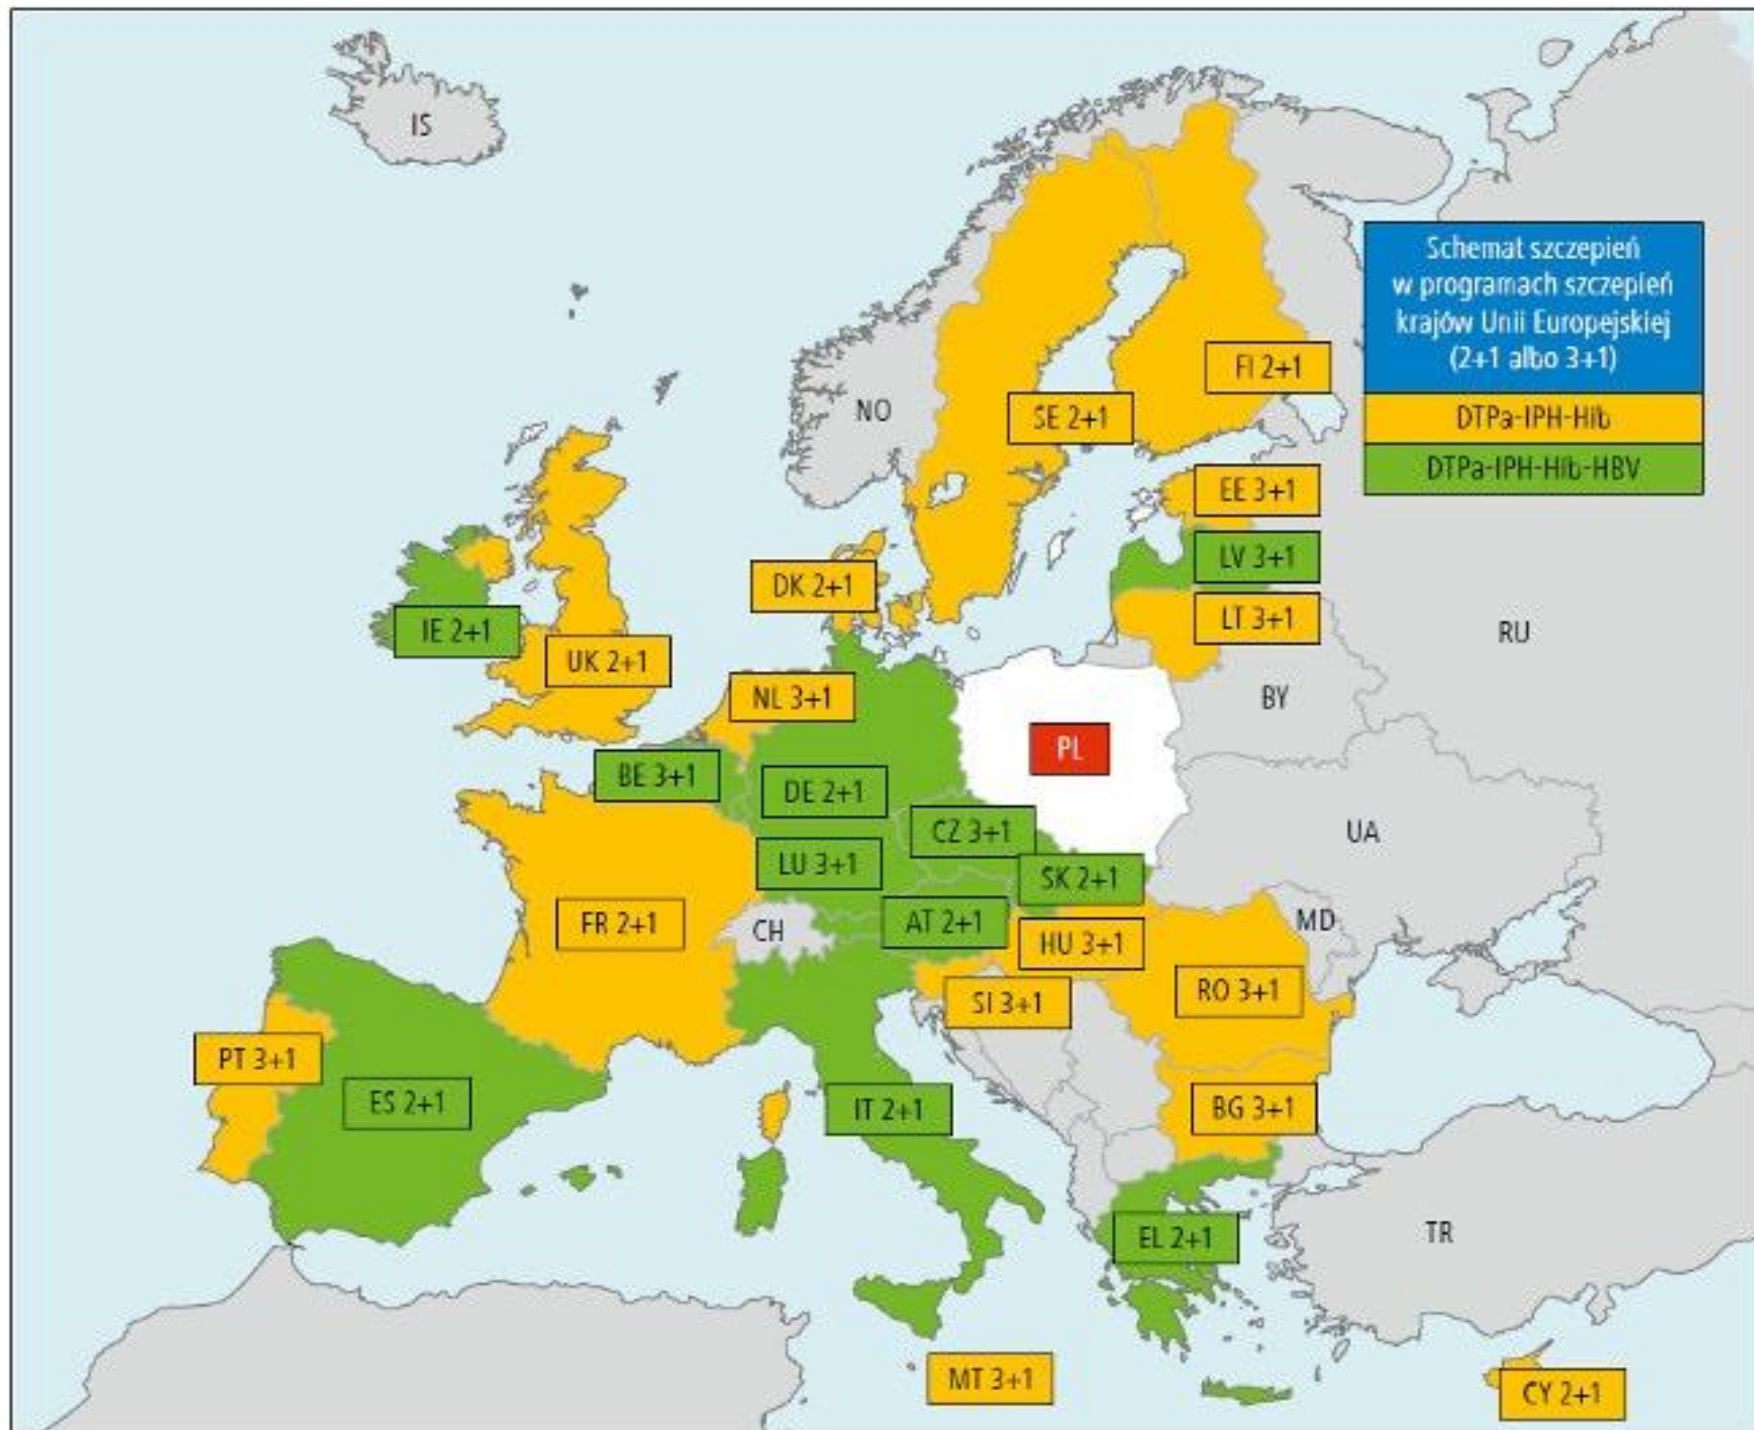 IS
Schemat szczepień
w programach szczepień
krajów Unii Europejskiej
(2+1 albo 3+1)
DTPa-IPH-Hib
DTPa-IPH-Hib-HBV
FI 2+1
NO
SE 2+1
EE 3+1
LV 3+1
DK 2+1
LT 3+1
IE 2+1
RU
UK 2+1
NL 3+1
BY
PL
BE 3+1
DE 2+1
CZ 3+1
UA
LU 3+1
SK 2+1
MD
FR 2+1
CH
AT 2+1
HU 3+1
RO 3+1
SI 3+1
PT 3+1
ES 2+1
IT 2+1
BG 3+1
TR
EL 2+1
MT 3+1
CY 2+1